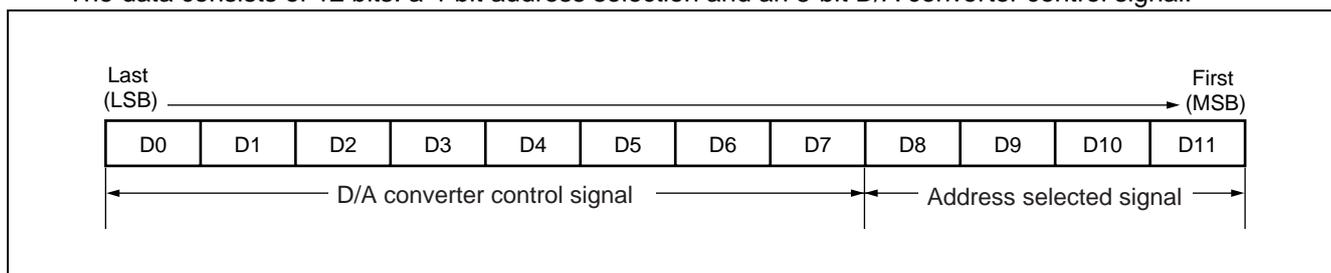 The data consists of 12 bits: a 4-bit address selection and an 8-bit D/A converter control signal.
Last First
(LSB) (MSB)
D0 D1 D2 D3 D4 D5 D6 D7 D8 D9 D10 D11
D/A converter control signal Address selected signal